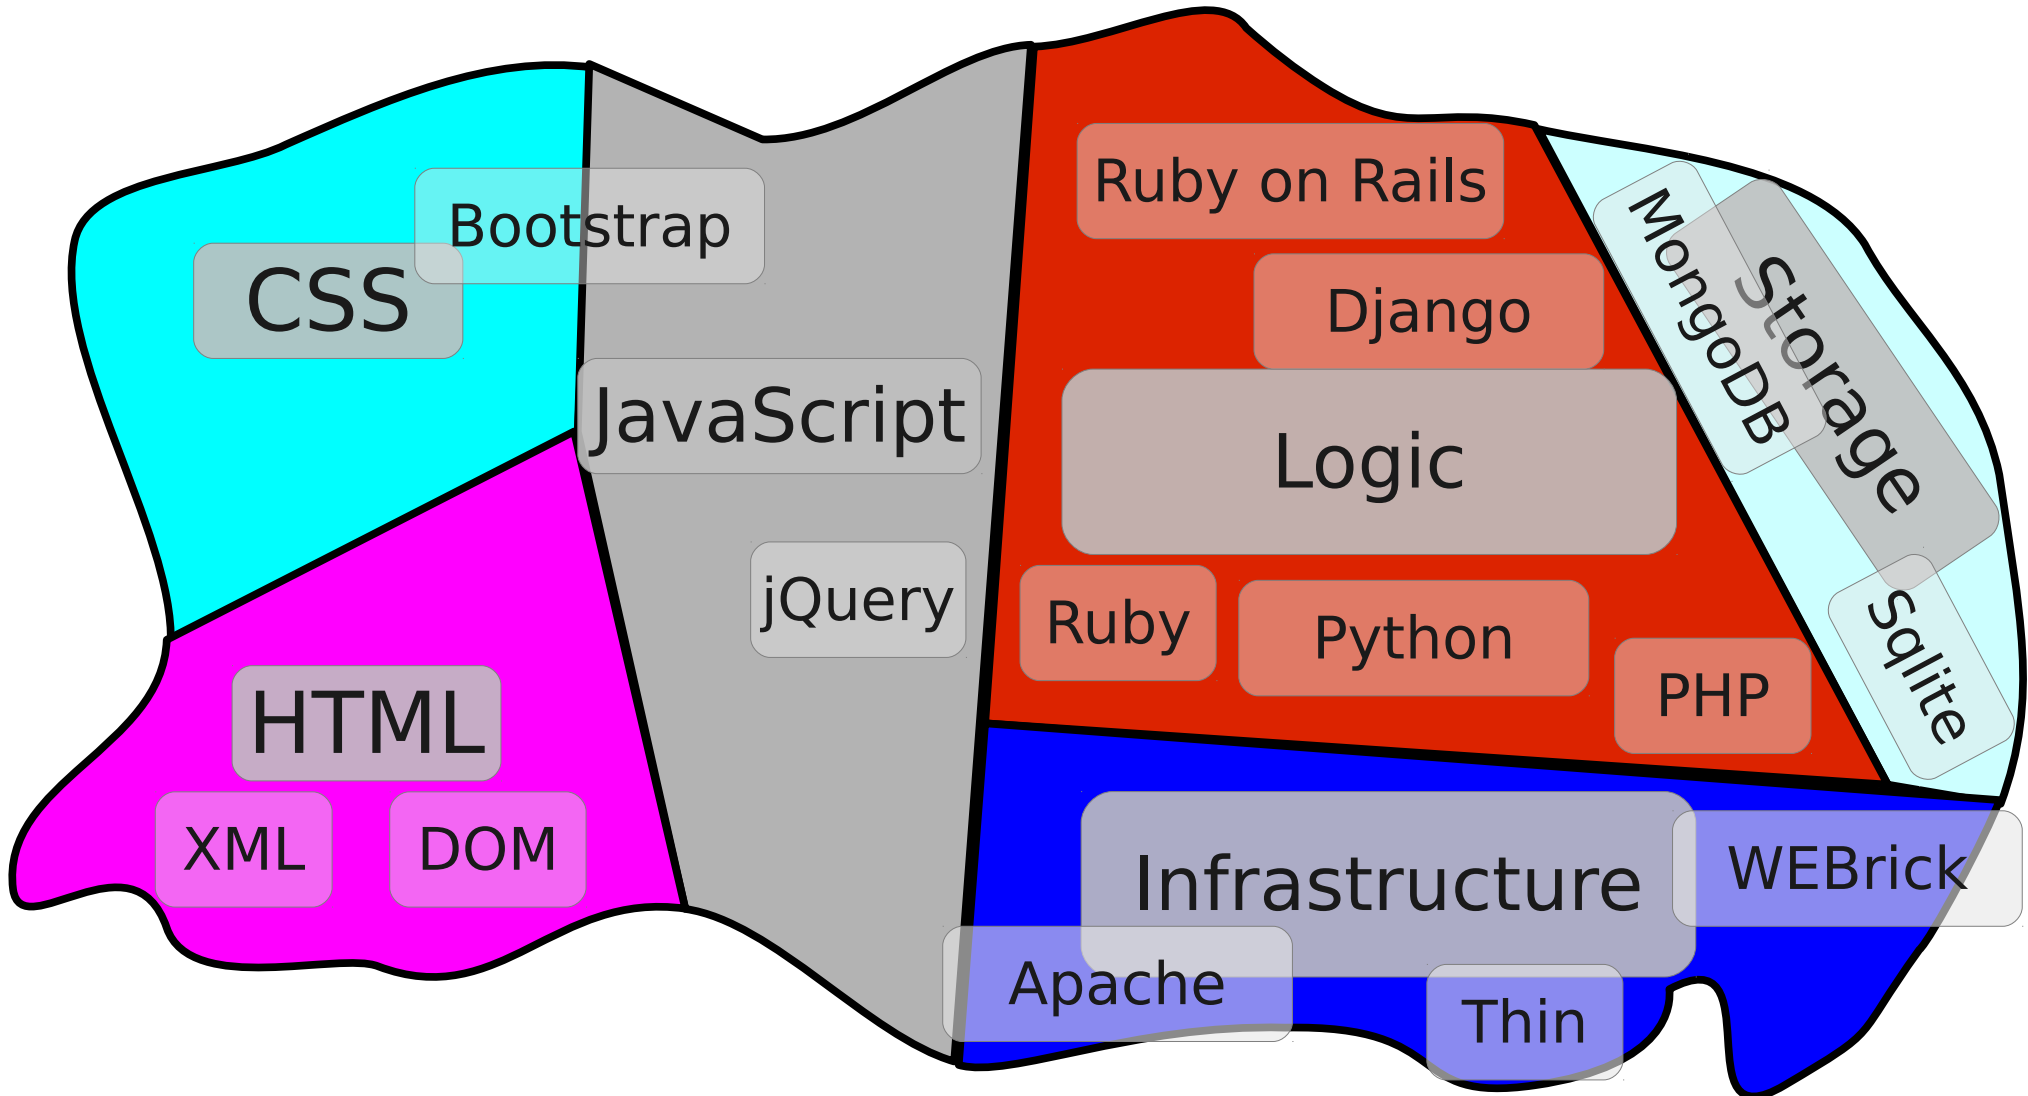 Bootstrap
CSS
JavaScript
jQuery
HTML
XML
DOM
Ruby on Rails
Django
Logic
Ruby
Python
PHP
MongoDB
Storage
Sqlite
Infrastructure
WEBrick
Apache
Thin